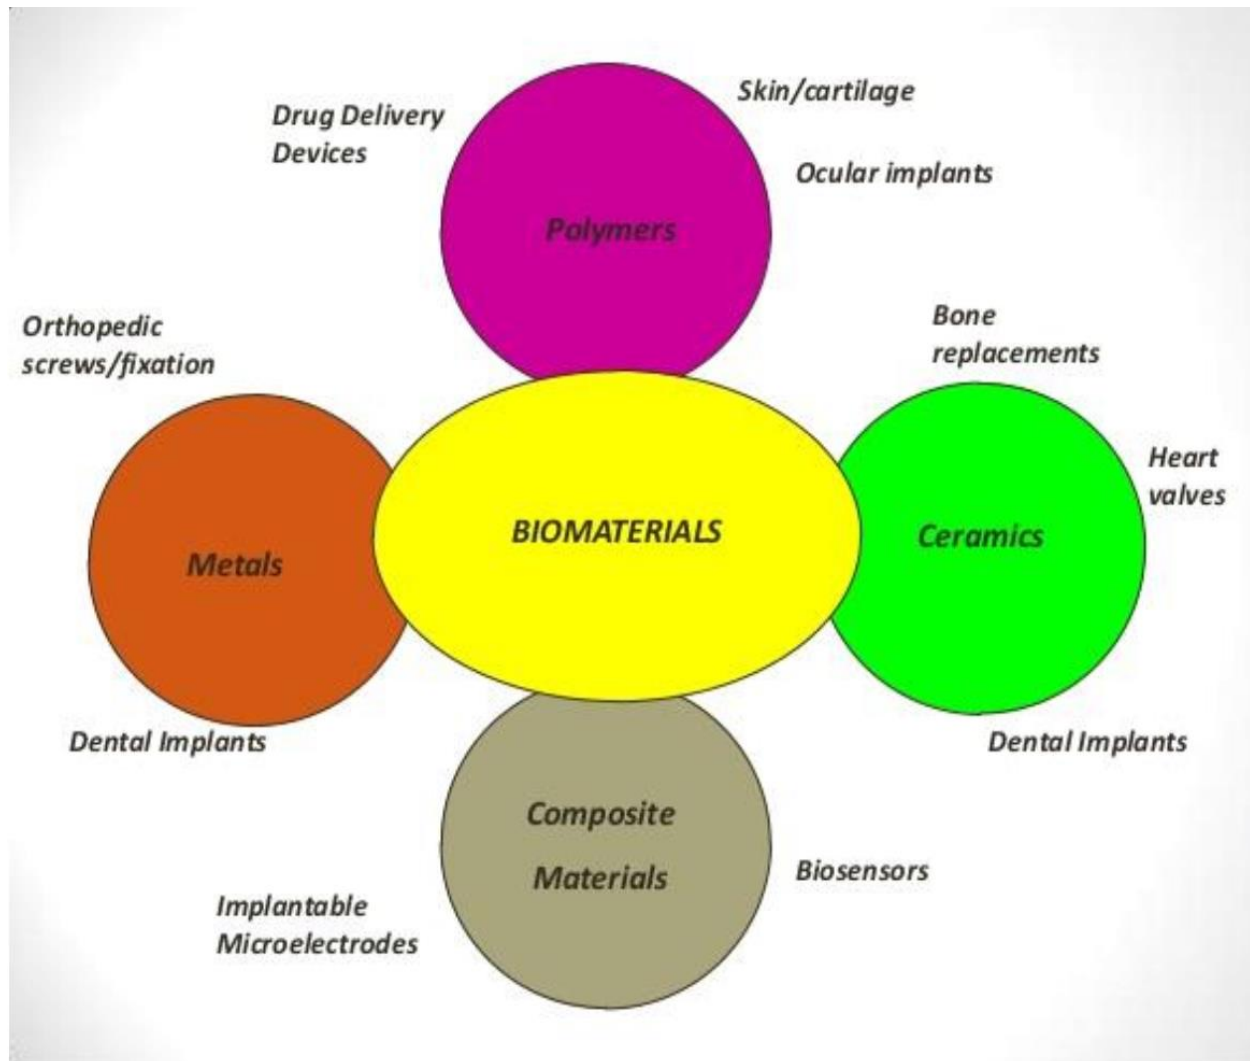 Skin/cartilage
Drug Delivery
Devices
Ocular implants
Polymers
Orthopedic
screws/fixation
Bone
replacements
Heart
valves
BIOMATERIALS
Ceramics
Metals
Dental Implants
Dental Implants
Composite
Materials
Biosensors
Implantable
Microelectrodes